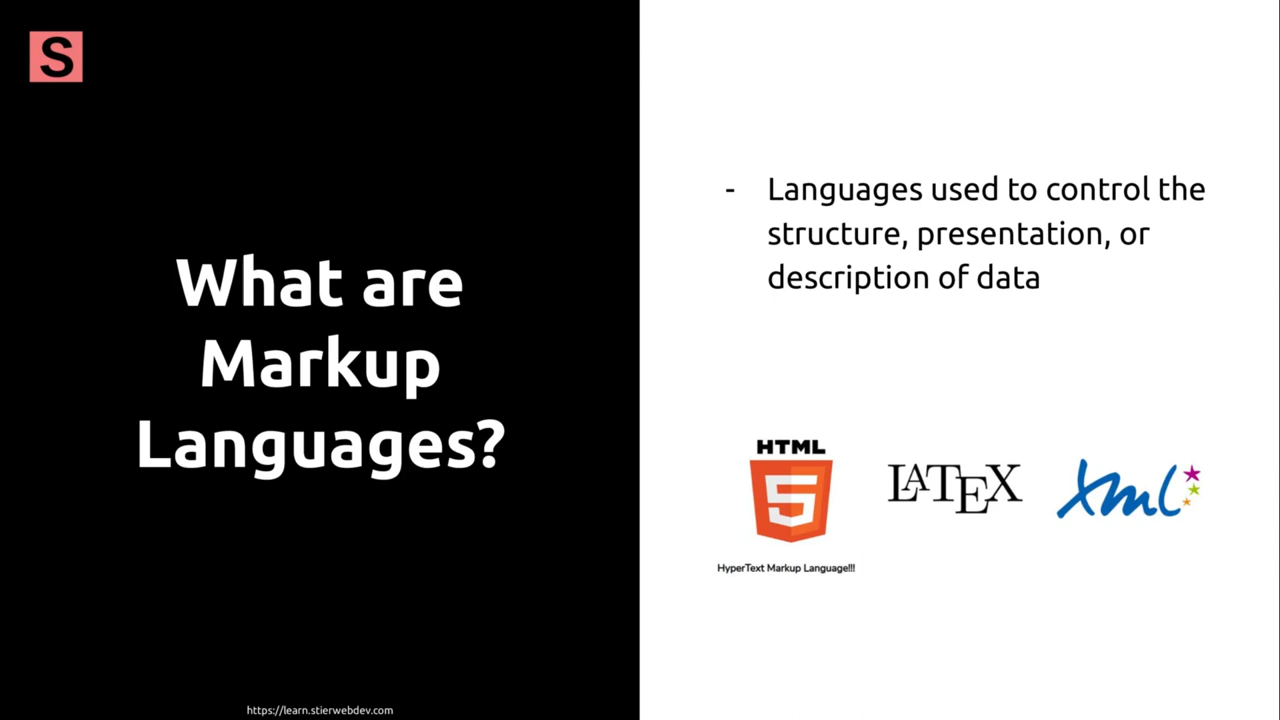 S
What are
Markup
Languages?
https://learn.stierwebdev.com
- Languages used to control the
structure, presentation, or
description of data
HTML
5
HyperText Markup Language!!!
LATEX
xml